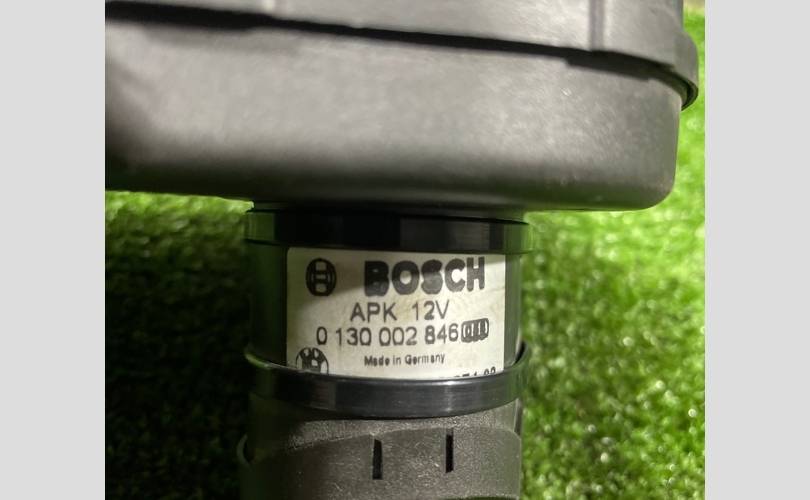 BOSCH
APK 12V
0 130 002 846
Made in Germany